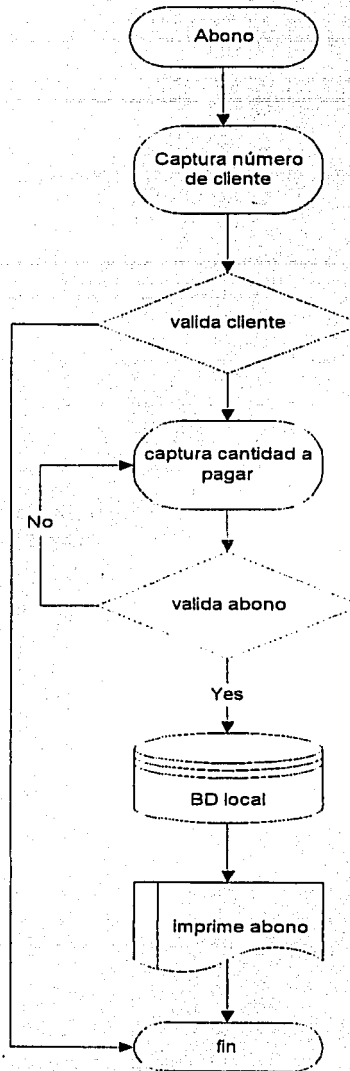 Abono
Captura número
de cliente
valida cliente
captura cantidad a
pagar
No
valida abono
Yes
BD local
imprime abono
fin